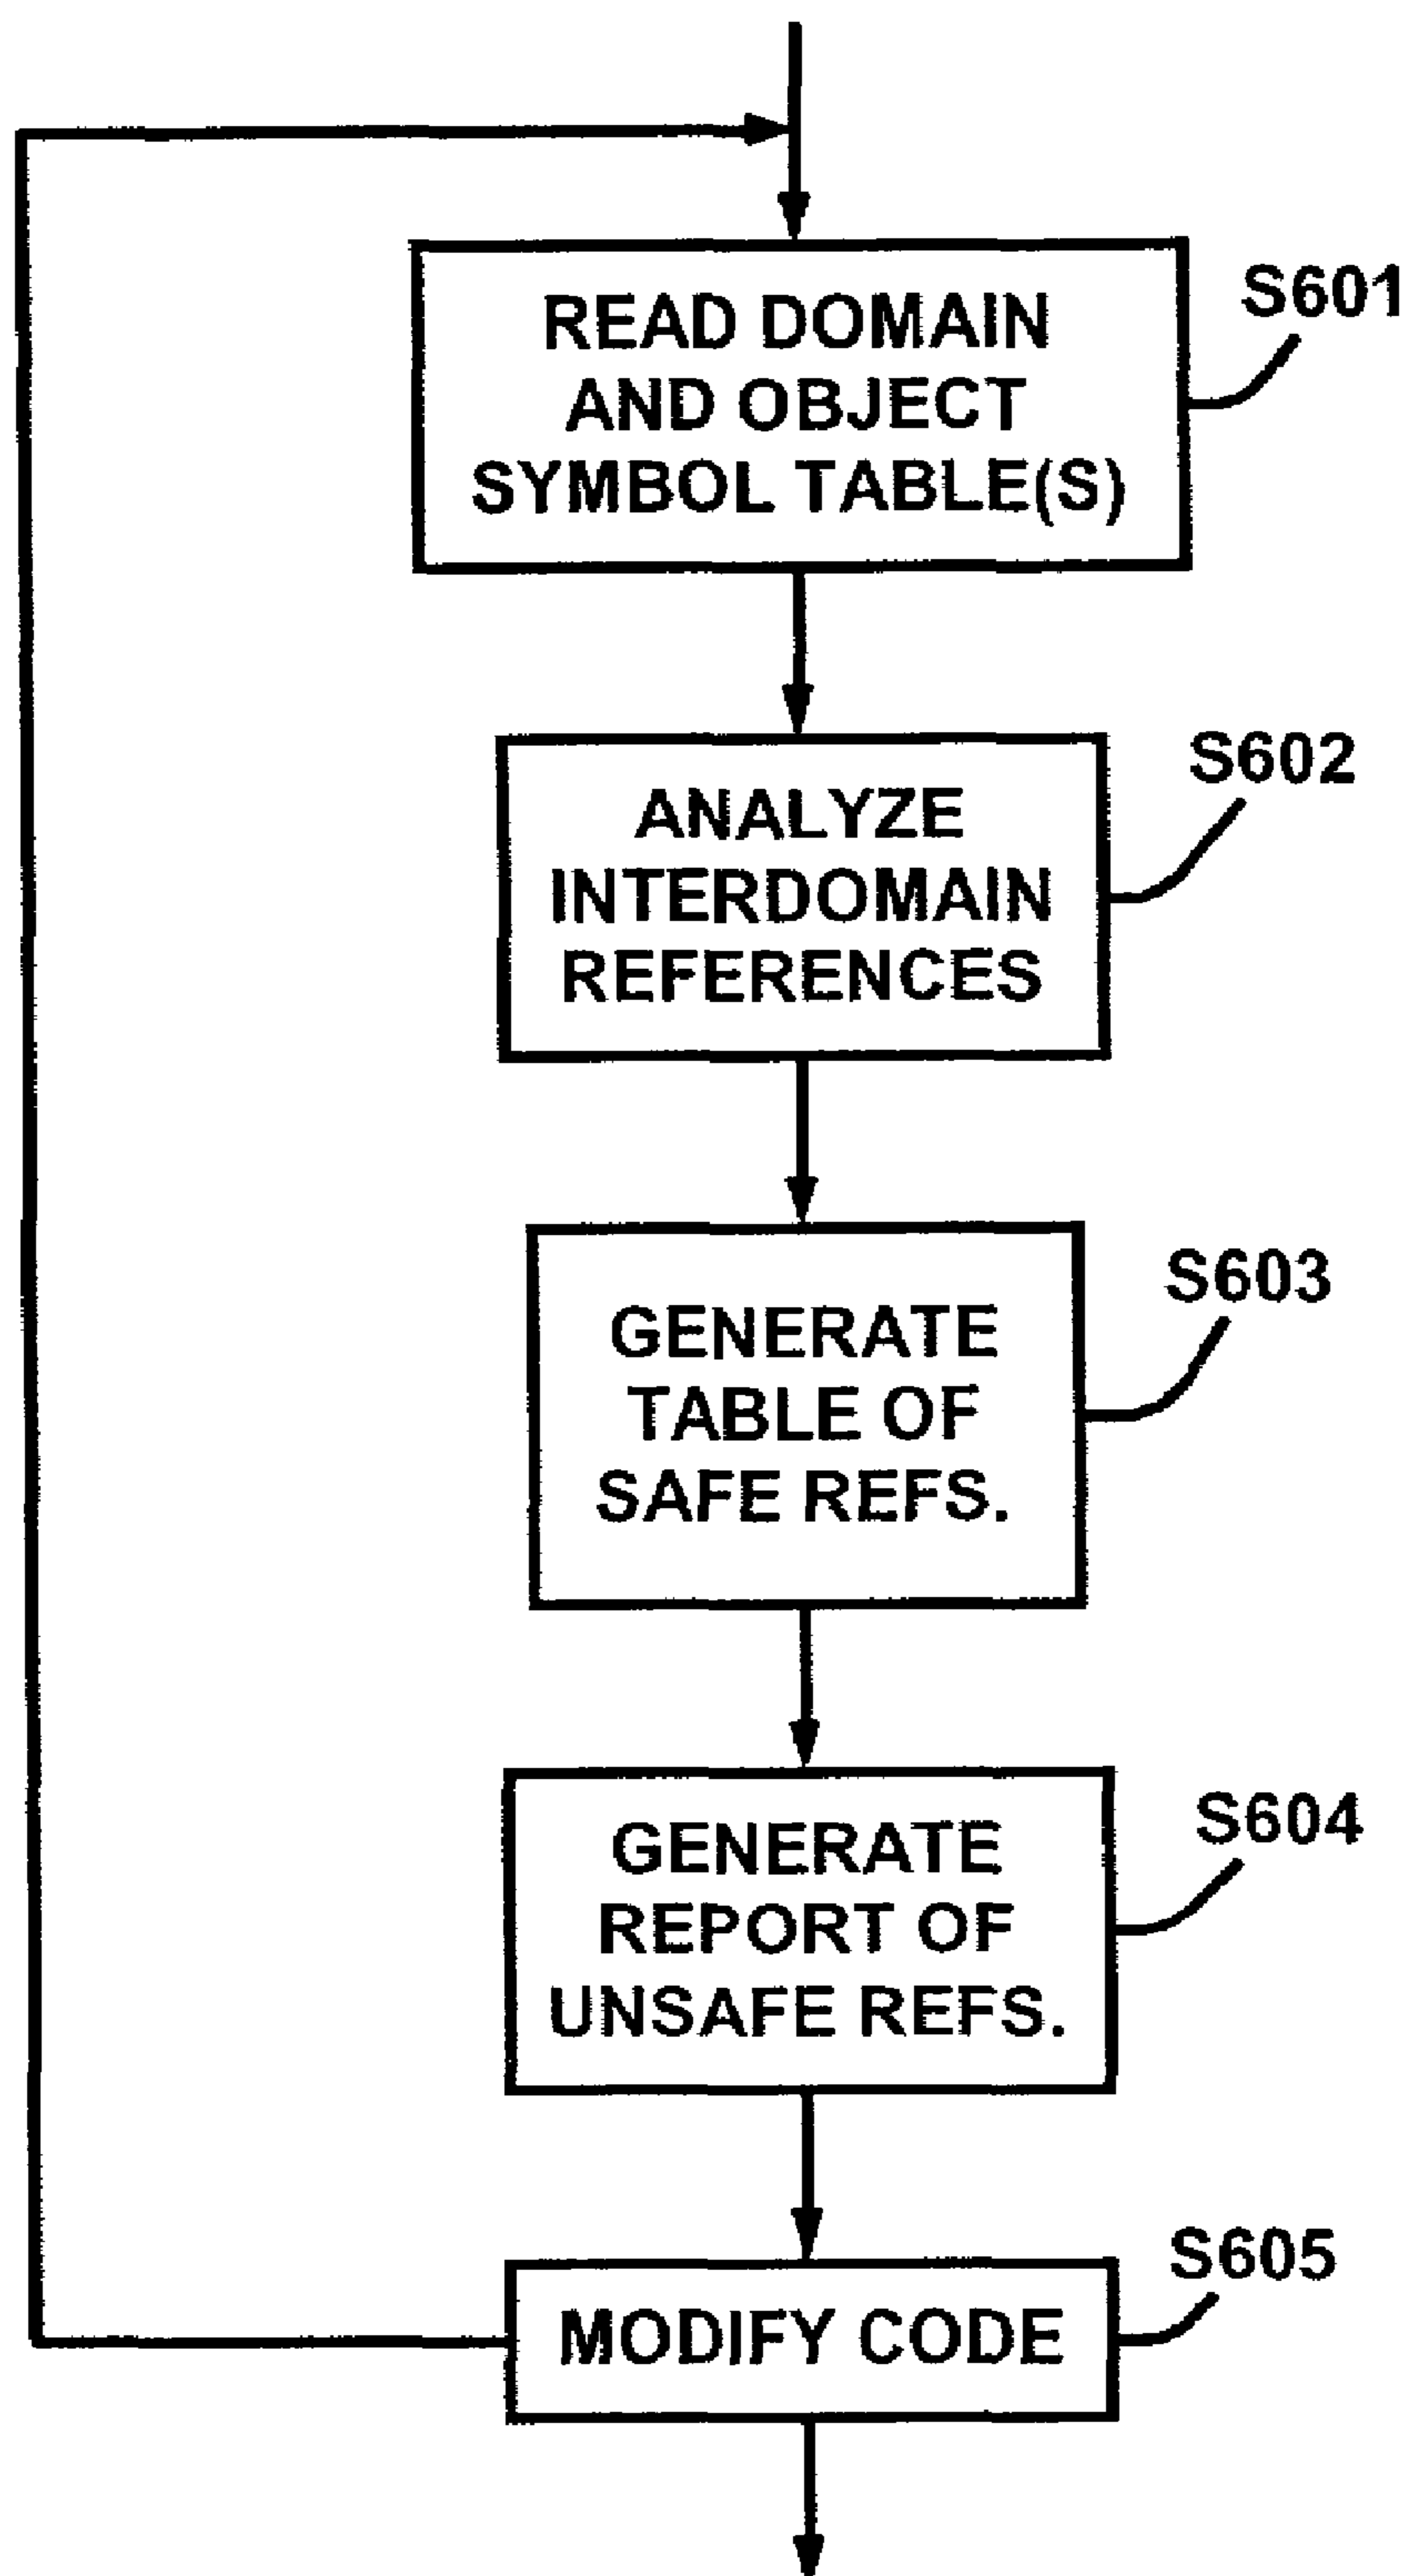 READ DOMAIN
AND OBJECT
SYMBOL TABLE(S)
S601
ANALYZE
INTERDOMAIN
REFERENCES
S602
GENERATE
TABLE OF
SAFE REFS.
S603
GENERATE
REPORT OF
UNSAFE REFS.
S604
MODIFY CODE
S605